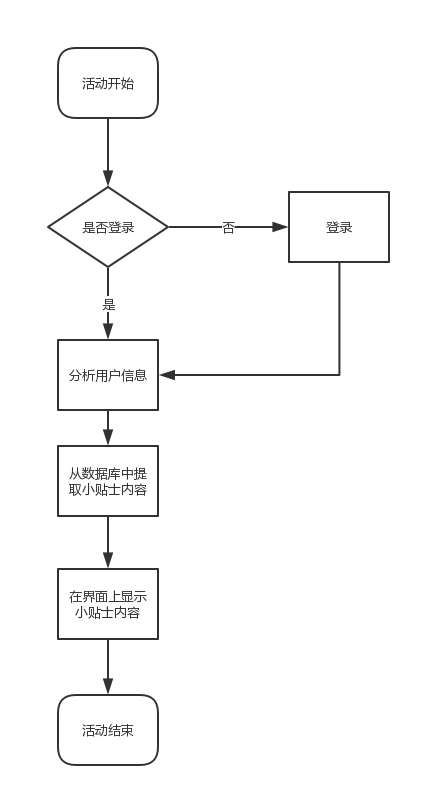 活动开始
是否登录
否
登录
是
分析用户信息
从数据库中提
取小贴士内容
在界面上显示
小贴士内容
活动结束